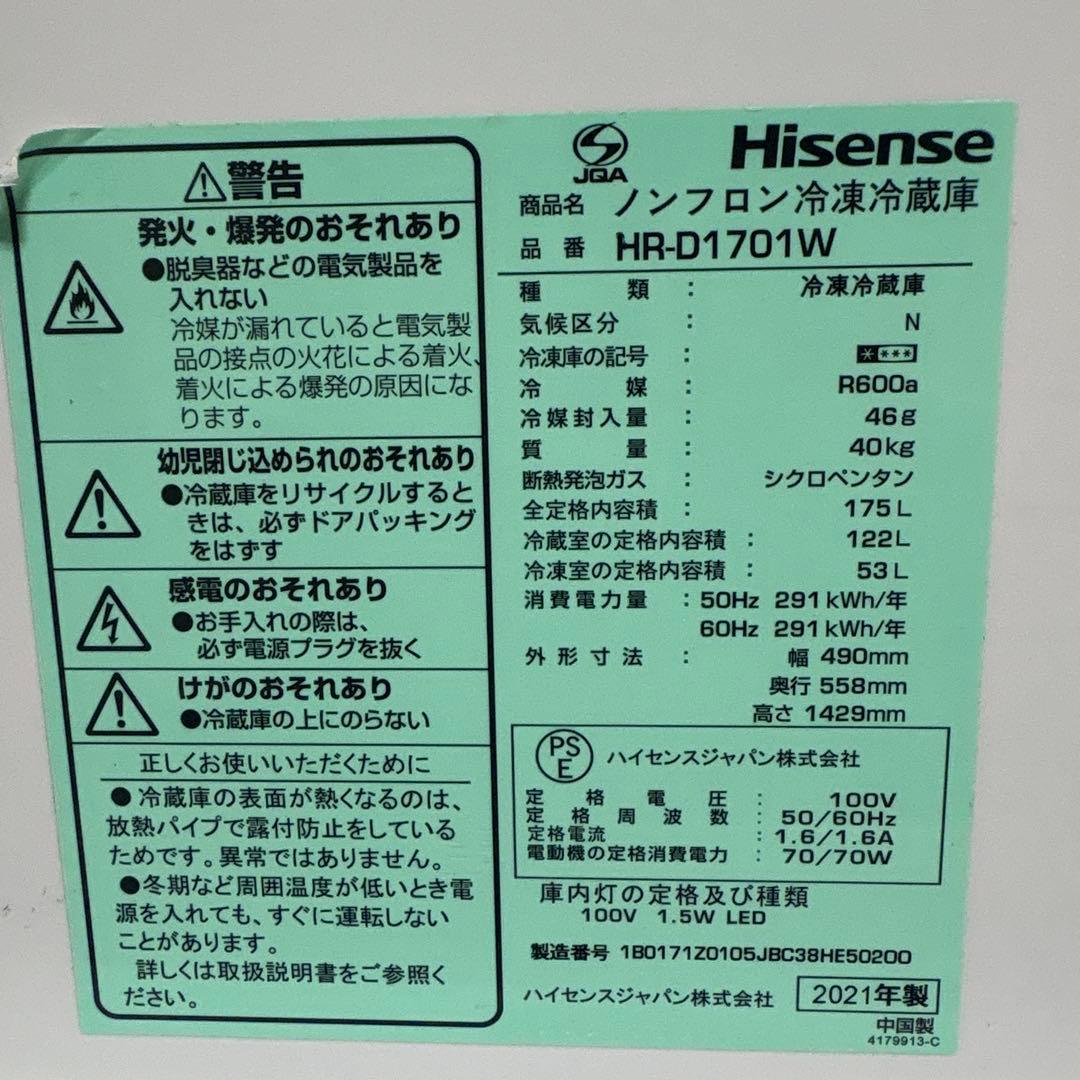 警告
発火・爆発のおそれあり
●脱臭器などの電気製品を
入れない
冷媒が漏れていると電気製
品の接点の火花による着火、
着火による爆発の原因にな
ります。
幼児閉じ込められのおそれあり
●冷蔵庫をリサイクルすると
きは、必ずドアパッキング
をはずす
感電のおそれあり
●お手入れの際は、
必ず電源プラグを抜く
けがのおそれあり
●冷蔵庫の上にのらない
正しくお使いいただくために
●冷蔵庫の表面が熱くなるのは、
放熱パイプで露付防止をしている
ためです。異常ではありません。
●冬期など周囲温度が低いとき電
源を入れても、すぐに運転しない
ことがあります。
詳しくは取扱説明書をご参照く
ださい。
JQA
Hisense
商品名 ノンフロン冷凍冷蔵庫
品番 HR-D1701W
種類 : 冷凍冷蔵庫
気候区分 : N
冷凍庫の記号 : ****
冷媒 : R600a
冷媒封入量 : 46g
質量 : 40kg
断熱発泡ガス : シクロペンタン
全定格内容積 : 175L
冷蔵室の定格内容積 : 122L
冷凍室の定格内容積 : 53L
消費電力量 : 50Hz 291kWh/年
60Hz 291kWh/年
外形寸法 : 幅 490mm
奥行 558mm
高さ 1429mm
PSE ハイセンスジャパン株式会社
定格電圧 : 100V
定格周波数 : 50/60Hz
定格電流 : 1.6/1.6A
電動機の定格消費電力 : 70/70W
庫内灯の定格及び種類
100V 1.5W LED
製造番号 1B0171Z0105JBC38HE50200
ハイセンスジャパン株式会社 2021年製
中国製
4179913-C